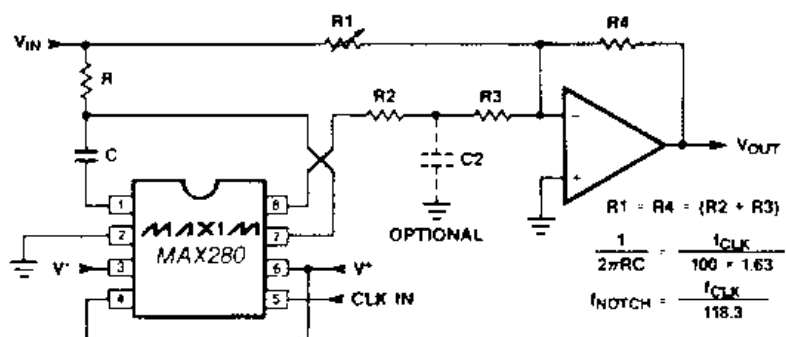 R1
R4
VIN
R
R2
R3
C
C2
−
+
VOUT
1
2
3
4
8
7
6
5
MAXIM
MAX280
OPTIONAL
V-
V+
CLK IN
R1 = R4 = (R2 + R3)
1 / 2πRC = fCLK / 100 × 1.63
fNOTCH = fCLK / 118.3